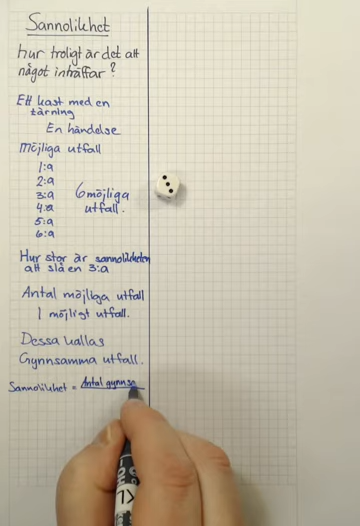 Sannolikhet
hur troligt är det att
något inträffar?
Ett kast med en
tärning
En händelse
möjliga utfall
1:a
2:a
3:a
4:a
5:a
6:a
6 möjliga
utfall.
Hur stor är sannolikheten
att slå en 3:a
Antal möjliga utfall
1 möjligt utfall.
Dessa kallas
Gynnsamma utfall.
Sannolikhet = Antal gynnsa